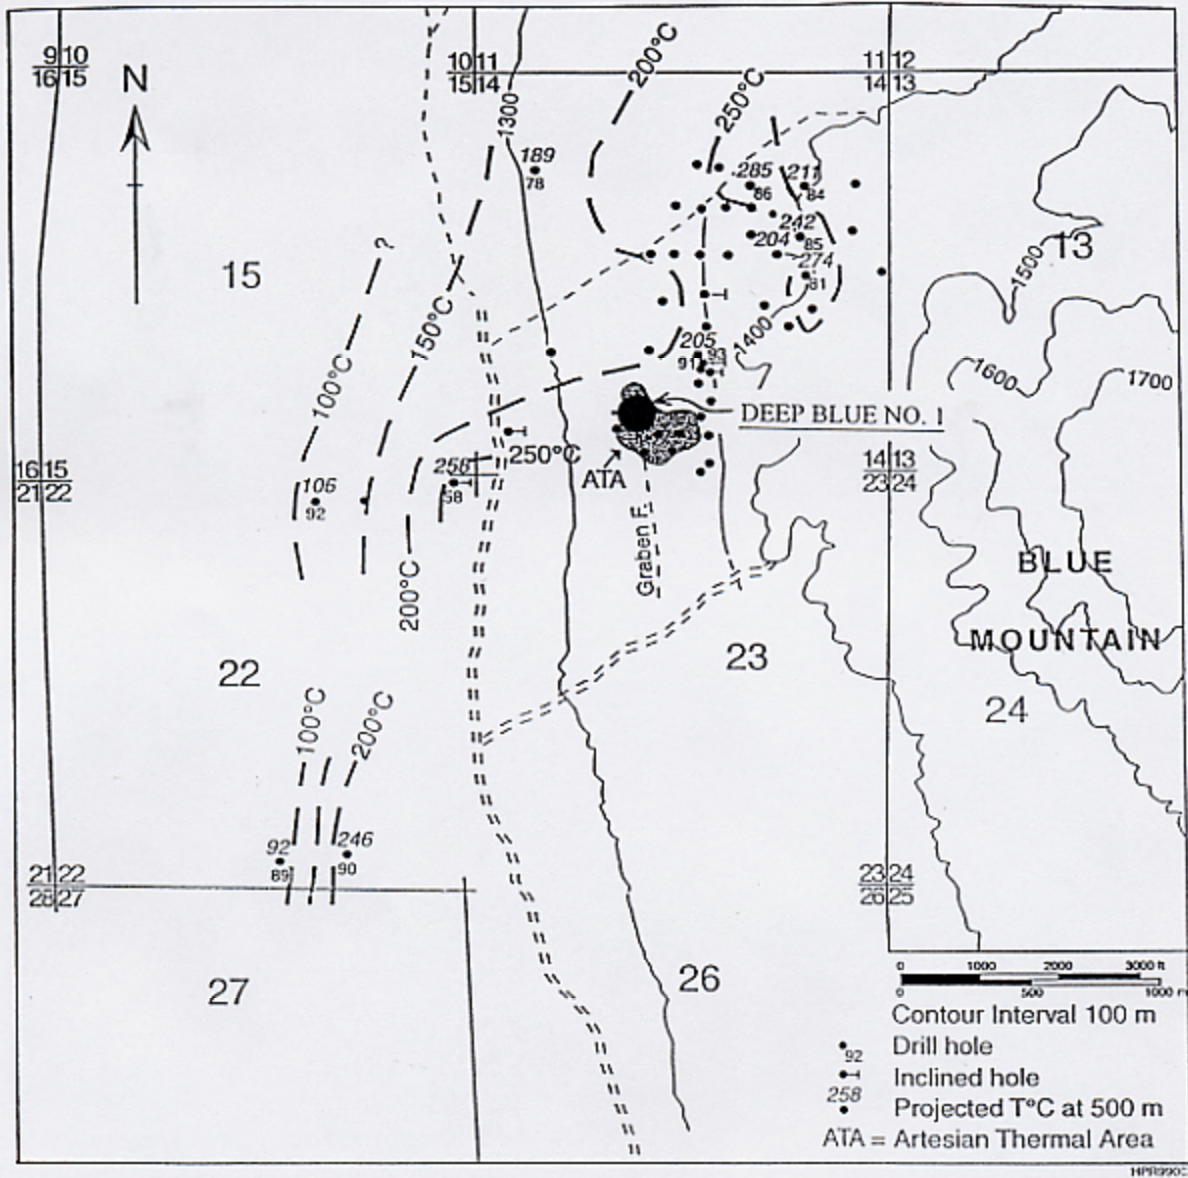 9|10
16|15
10|11
15|14
11|12
14|13
N
200°C
250°C
1300
189
78
285
86
211
84
242
85
204
274
81
13
1500
?
15
150°C
100°C
205
93
91
1400
1600
1700
DEEP BLUE NO. 1
250°C
ATA
16|15
21|22
14|13
23|24
258
58
106
92
200°C
Graben F.
BLUE
MOUNTAIN
22
23
24
100°C
200°C
92
89
246
90
21|22
28|27
23|24
26|25
27
26
0 1000 2000 3000 ft
0 500 1000
Contour Interval 100 m
92 Drill hole
Inclined hole
258 Projected T°C at 500 m
ATA = Artesian Thermal Area